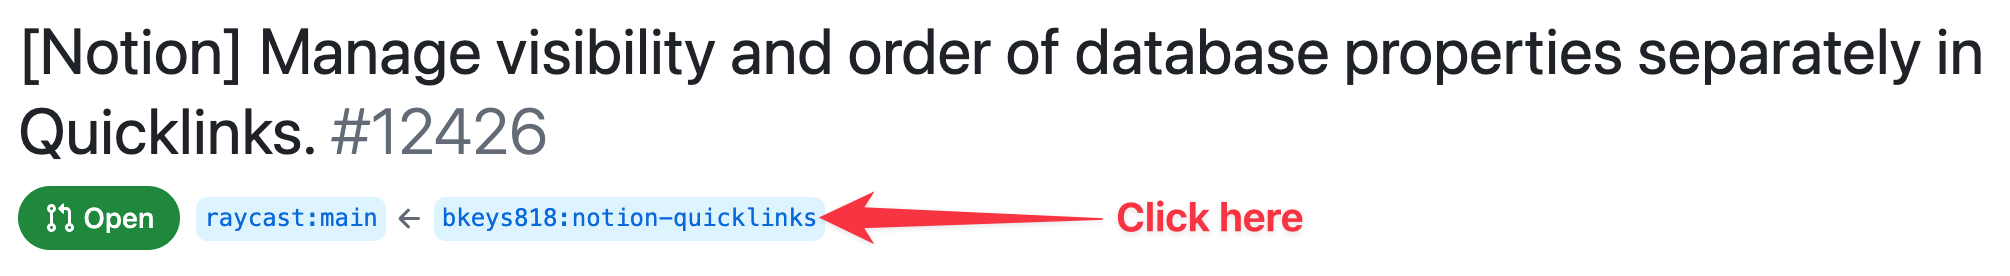 [Notion] Manage visibility and order of database properties separately in
Quicklinks. #12426
Open raycast:main ← bkeys818:notion-quicklinks Click here